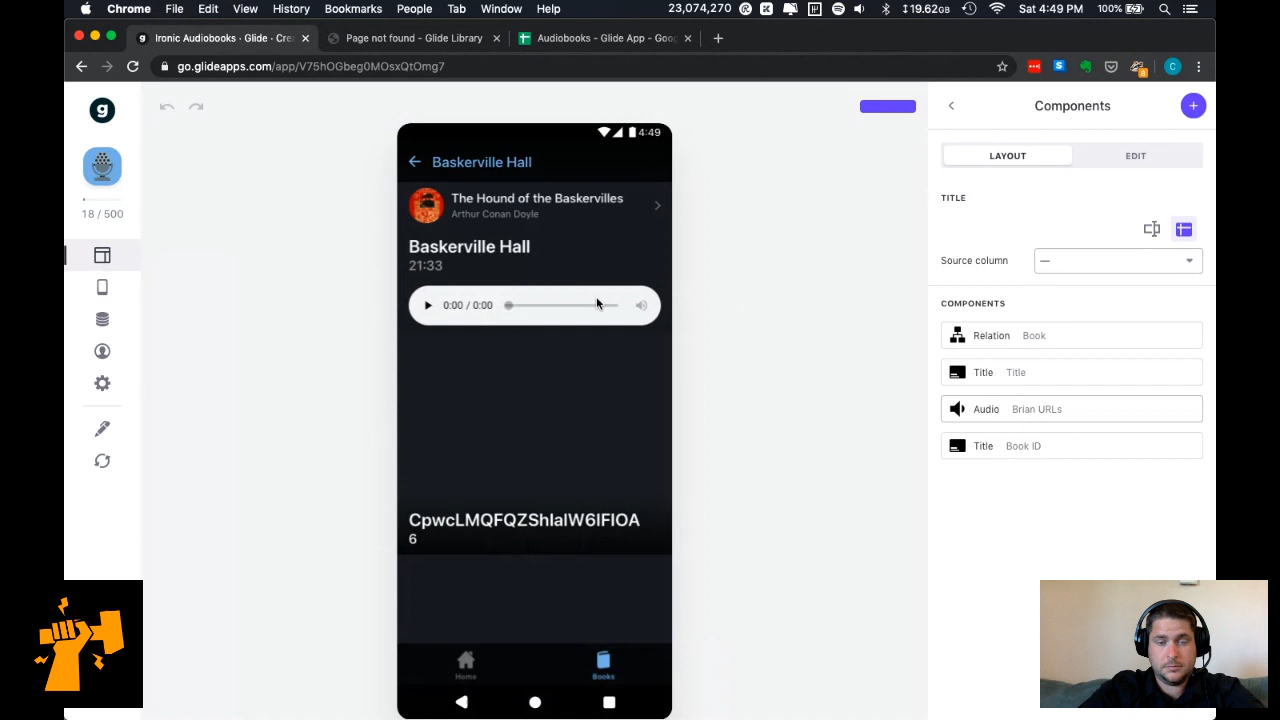 Chrome File Edit View History Bookmarks People Tab Window Help 23,074,270 19.62GB Sat 4:49 PM 100%
Ironic Audiobooks · Glide · Cre Page not found - Glide Library Audiobooks - Glide App - Goo
go.glideapps.com/app/V75hOGbeg0MOsxQtOmg7
g
18 / 500
4:49
Baskerville Hall
The Hound of the Baskervilles
Arthur Conan Doyle
Baskerville Hall
21:33
0:00 / 0:00
CpwcLMQFQZShlalW6lFlOA
6
Home Books
Components
LAYOUT EDIT
TITLE
Source column —
COMPONENTS
Relation Book
Title Title
Audio Brian URLs
Title Book ID